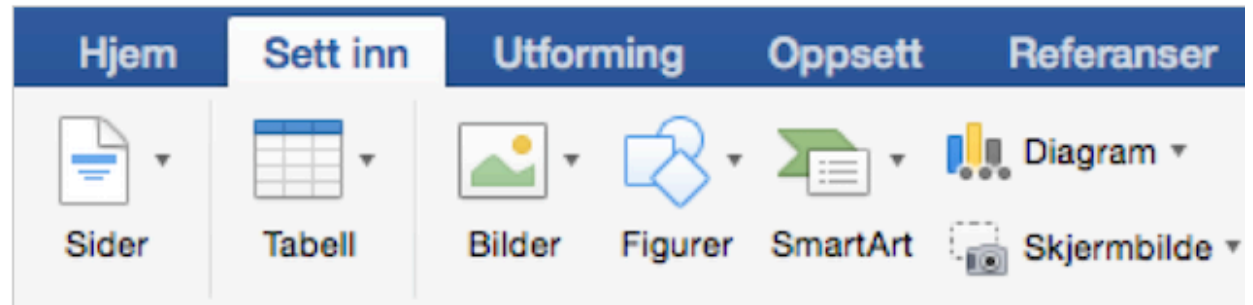 Hjem Sett inn Utforming Oppsett Referanser
Diagram
Sider Tabell Bilder Figurer SmartArt Skjermbilde